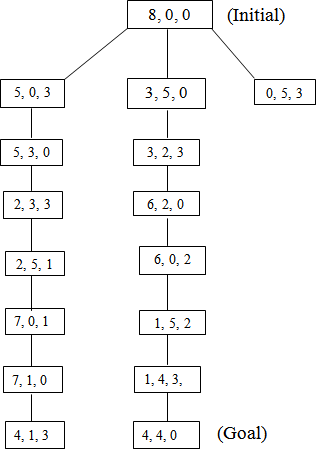 8, 0, 0 (Initial)
5, 0, 3 3, 5, 0 0, 5, 3
5, 3, 0 3, 2, 3
2, 3, 3 6, 2, 0
2, 5, 1 6, 0, 2
7, 0, 1 1, 5, 2
7, 1, 0 1, 4, 3,
4, 1, 3 4, 4, 0 (Goal)